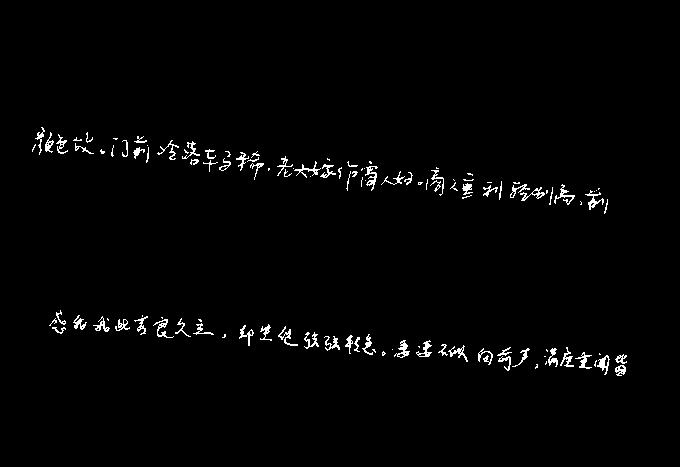 颜色故。门前冷落车马稀,老大嫁作商人妇。商人重利轻别离,前
感我此言良久立,却坐促弦弦转急。凄凄不似向前声,满座重闻皆